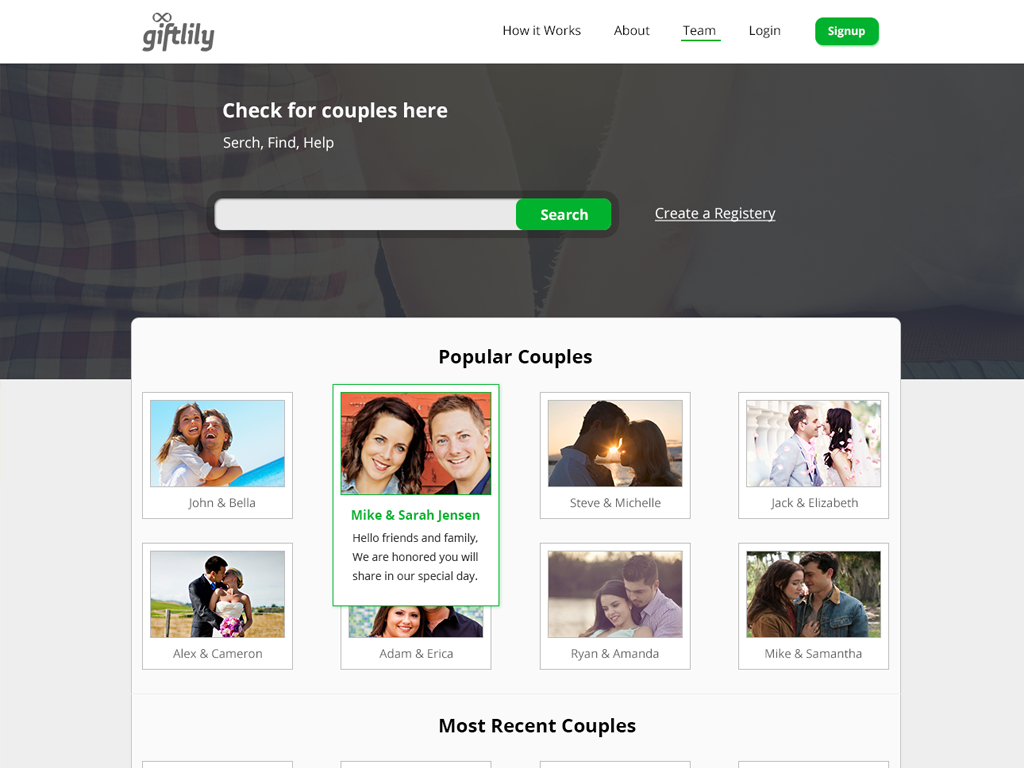 giftlily
How it Works
About
Team
Login
Signup
Check for couples here
Serch, Find, Help
Search
Create a Registery
Popular Couples
John & Bella
Mike & Sarah Jensen
Hello friends and family,
We are honored you will
share in our special day.
Steve & Michelle
Jack & Elizabeth
Alex & Cameron
Adam & Erica
Ryan & Amanda
Mike & Samantha
Most Recent Couples